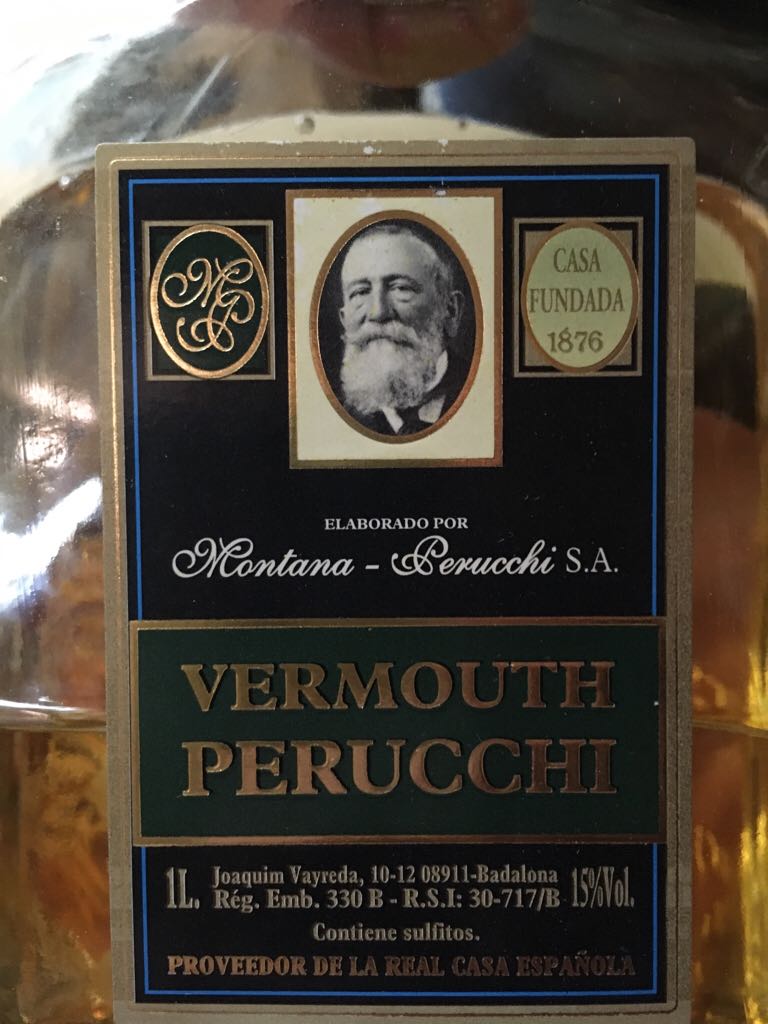 MP
CASA
FUNDADA
1876
ELABORADO POR
Montana - Perucchi S.A.
VERMOUTH
PERUCCHI
1L. Joaquim Vayreda, 10-12 08911-Badalona 15%Vol.
Rég. Emb. 330 B - R.S.I: 30-717/B
Contiene sulfitos.
PROVEEDOR DE LA REAL CASA ESPAÑOLA